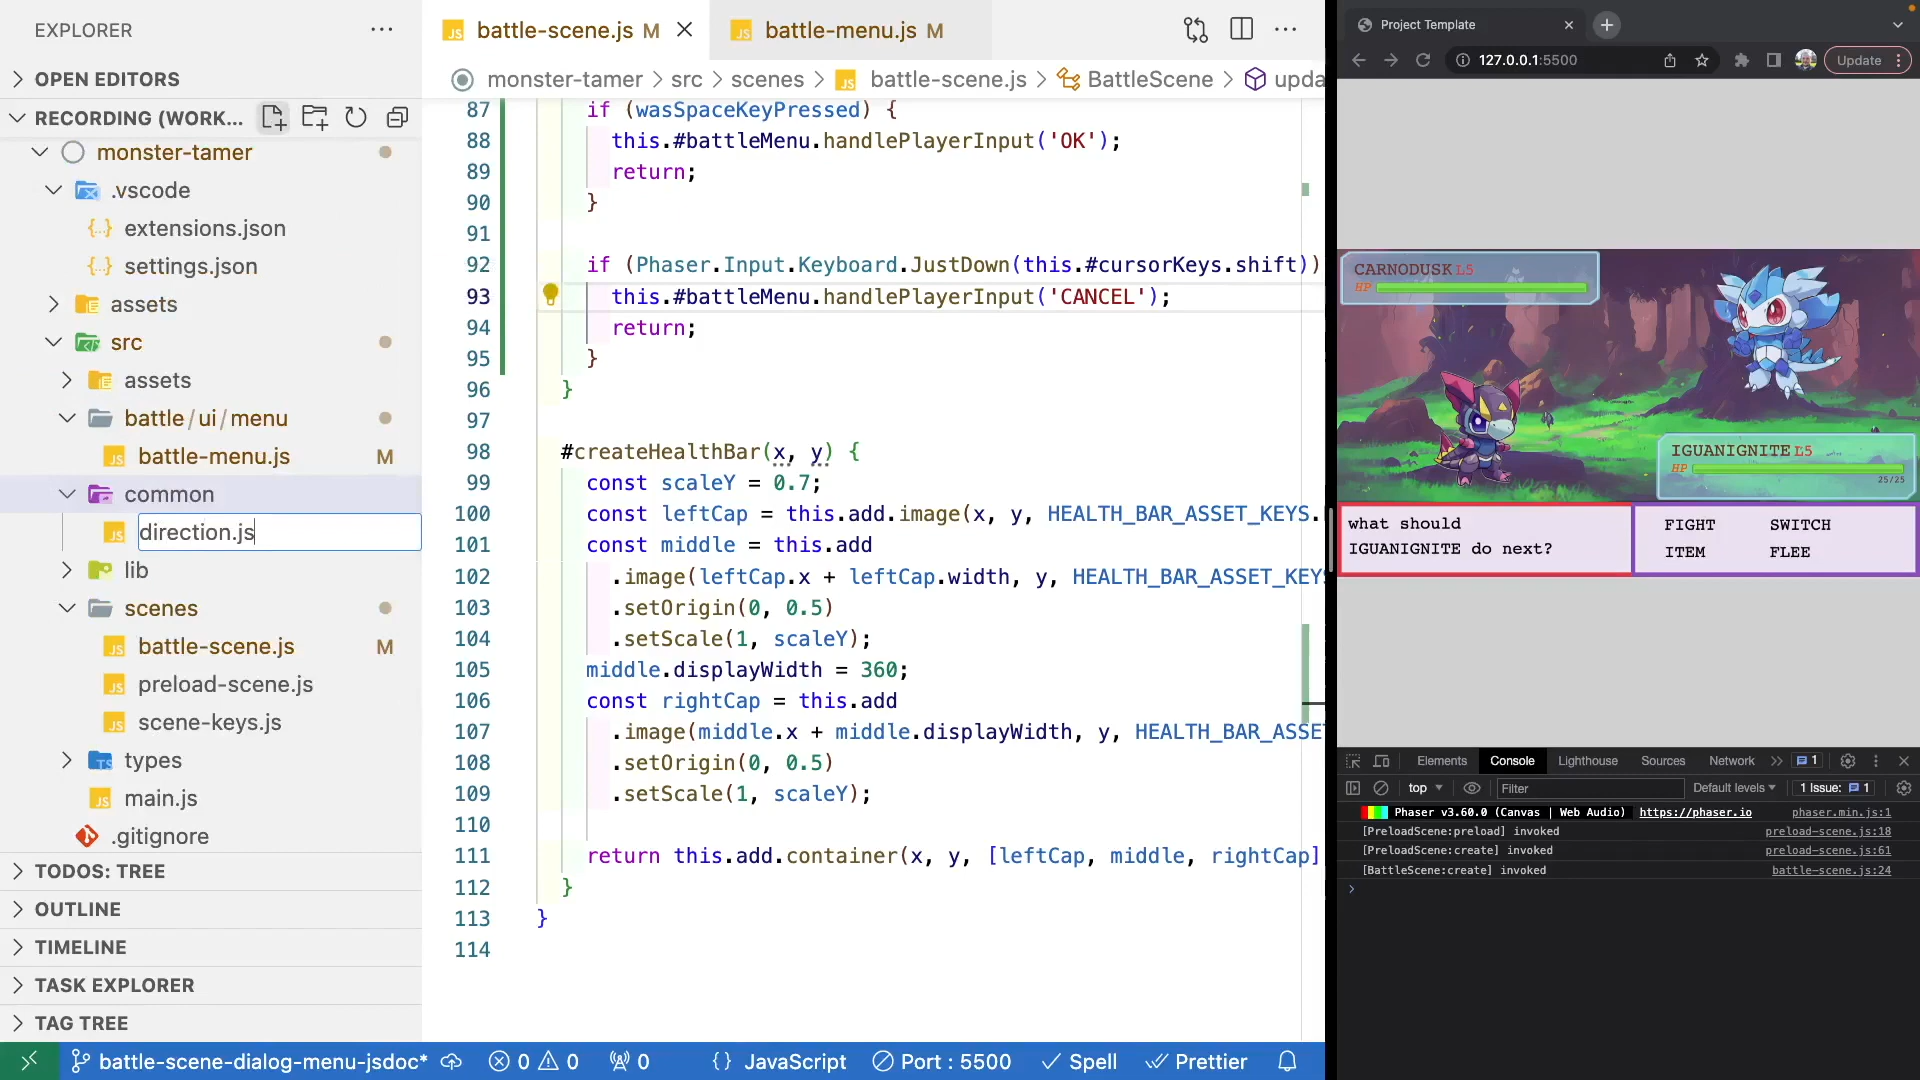 EXPLORER
OPEN EDITORS
RECORDING (WORK...
monster-tamer
.vscode
extensions.json
settings.json
assets
src
assets
battle/ui/menu
battle-menu.js M
common
direction.js
lib
scenes
battle-scene.js M
preload-scene.js
scene-keys.js
types
main.js
.gitignore
TODOS: TREE
OUTLINE
TIMELINE
TASK EXPLORER
TAG TREE
battle-scene.js M
battle-menu.js M
monster-tamer > src > scenes > battle-scene.js > BattleScene > upda
87 if (wasSpaceKeyPressed) {
88 this.#battleMenu.handlePlayerInput('OK');
89 return;
90 }
91
92 if (Phaser.Input.Keyboard.JustDown(this.#cursorKeys.shift))
93 this.#battleMenu.handlePlayerInput('CANCEL');
94 return;
95 }
96 }
97
98 #createHealthBar(x, y) {
99 const scaleY = 0.7;
100 const leftCap = this.add.image(x, y, HEALTH_BAR_ASSET_KEYS.
101 const middle = this.add
102 .image(leftCap.x + leftCap.width, y, HEALTH_BAR_ASSET_KEYS
103 .setOrigin(0, 0.5)
104 .setScale(1, scaleY);
105 middle.displayWidth = 360;
106 const rightCap = this.add
107 .image(middle.x + middle.displayWidth, y, HEALTH_BAR_ASSE
108 .setOrigin(0, 0.5)
109 .setScale(1, scaleY);
110
111 return this.add.container(x, y, [leftCap, middle, rightCap]
112 }
113 }
114
battle-scene-dialog-menu-jsdoc* 0 0 0 {} JavaScript Port : 5500 Spell Prettier
Project Template
127.0.0.1:5500
Update
CARNODUSK L5
HP
IGUANIGNITE L5
HP
25/25
what should
IGUANIGNITE do next?
FIGHT SWITCH
ITEM FLEE
Elements Console Lighthouse Sources Network 1
top Filter Default levels 1 Issue: 1
Phaser v3.60.0 (Canvas | Web Audio) https://phaser.io phaser.min.js:1
[PreloadScene:preload] invoked preload-scene.js:18
[PreloadScene:create] invoked preload-scene.js:61
[BattleScene:create] invoked battle-scene.js:24